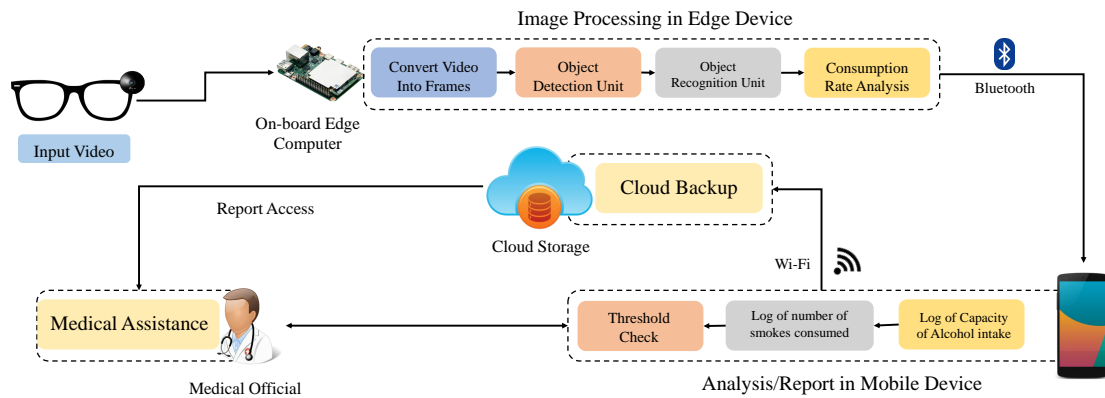 Image Processing in Edge Device
Convert Video
Into Frames
Object
Detection Unit
Object
Recognition Unit
Consumption
Rate Analysis
Bluetooth
On-board Edge
Computer
Input Video
Cloud Backup
Report Access
Cloud Storage
Wi-Fi
Medical Assistance
Threshold
Check
Log of number of
smokes consumed
Log of Capacity
of Alcohol intake
Medical Official
Analysis/Report in Mobile Device